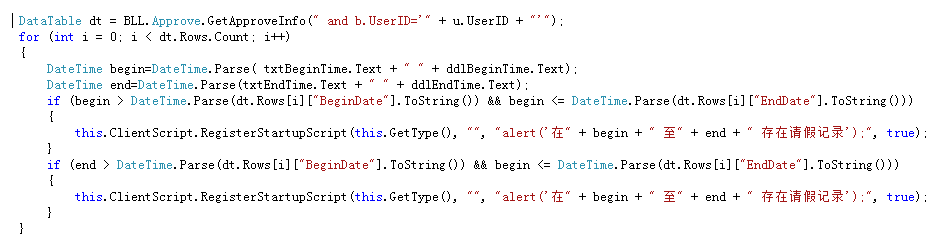 DataTable dt = BLL.Approve.GetApproveInfo(" and b.UserID='" + u.UserID + "'");
for (int i = 0; i < dt.Rows.Count; i++)
{
DateTime begin=DateTime.Parse( txtBeginTime.Text + " " + ddlBeginTime.Text);
DateTime end=DateTime.Parse(txtEndTime.Text + " " + ddlEndTime.Text);
if (begin > DateTime.Parse(dt.Rows[i]["BeginDate"].ToString()) && begin <= DateTime.Parse(dt.Rows[i]["EndDate"].ToString()))
{
this.ClientScript.RegisterStartupScript(this.GetType(), "", "alert('在" + begin + " 至" + end + " 存在请假记录');", true);
}
if (end > DateTime.Parse(dt.Rows[i]["BeginDate"].ToString()) && begin <= DateTime.Parse(dt.Rows[i]["EndDate"].ToString()))
{
this.ClientScript.RegisterStartupScript(this.GetType(), "", "alert('在" + begin + " 至" + end + " 存在请假记录');", true);
}
}